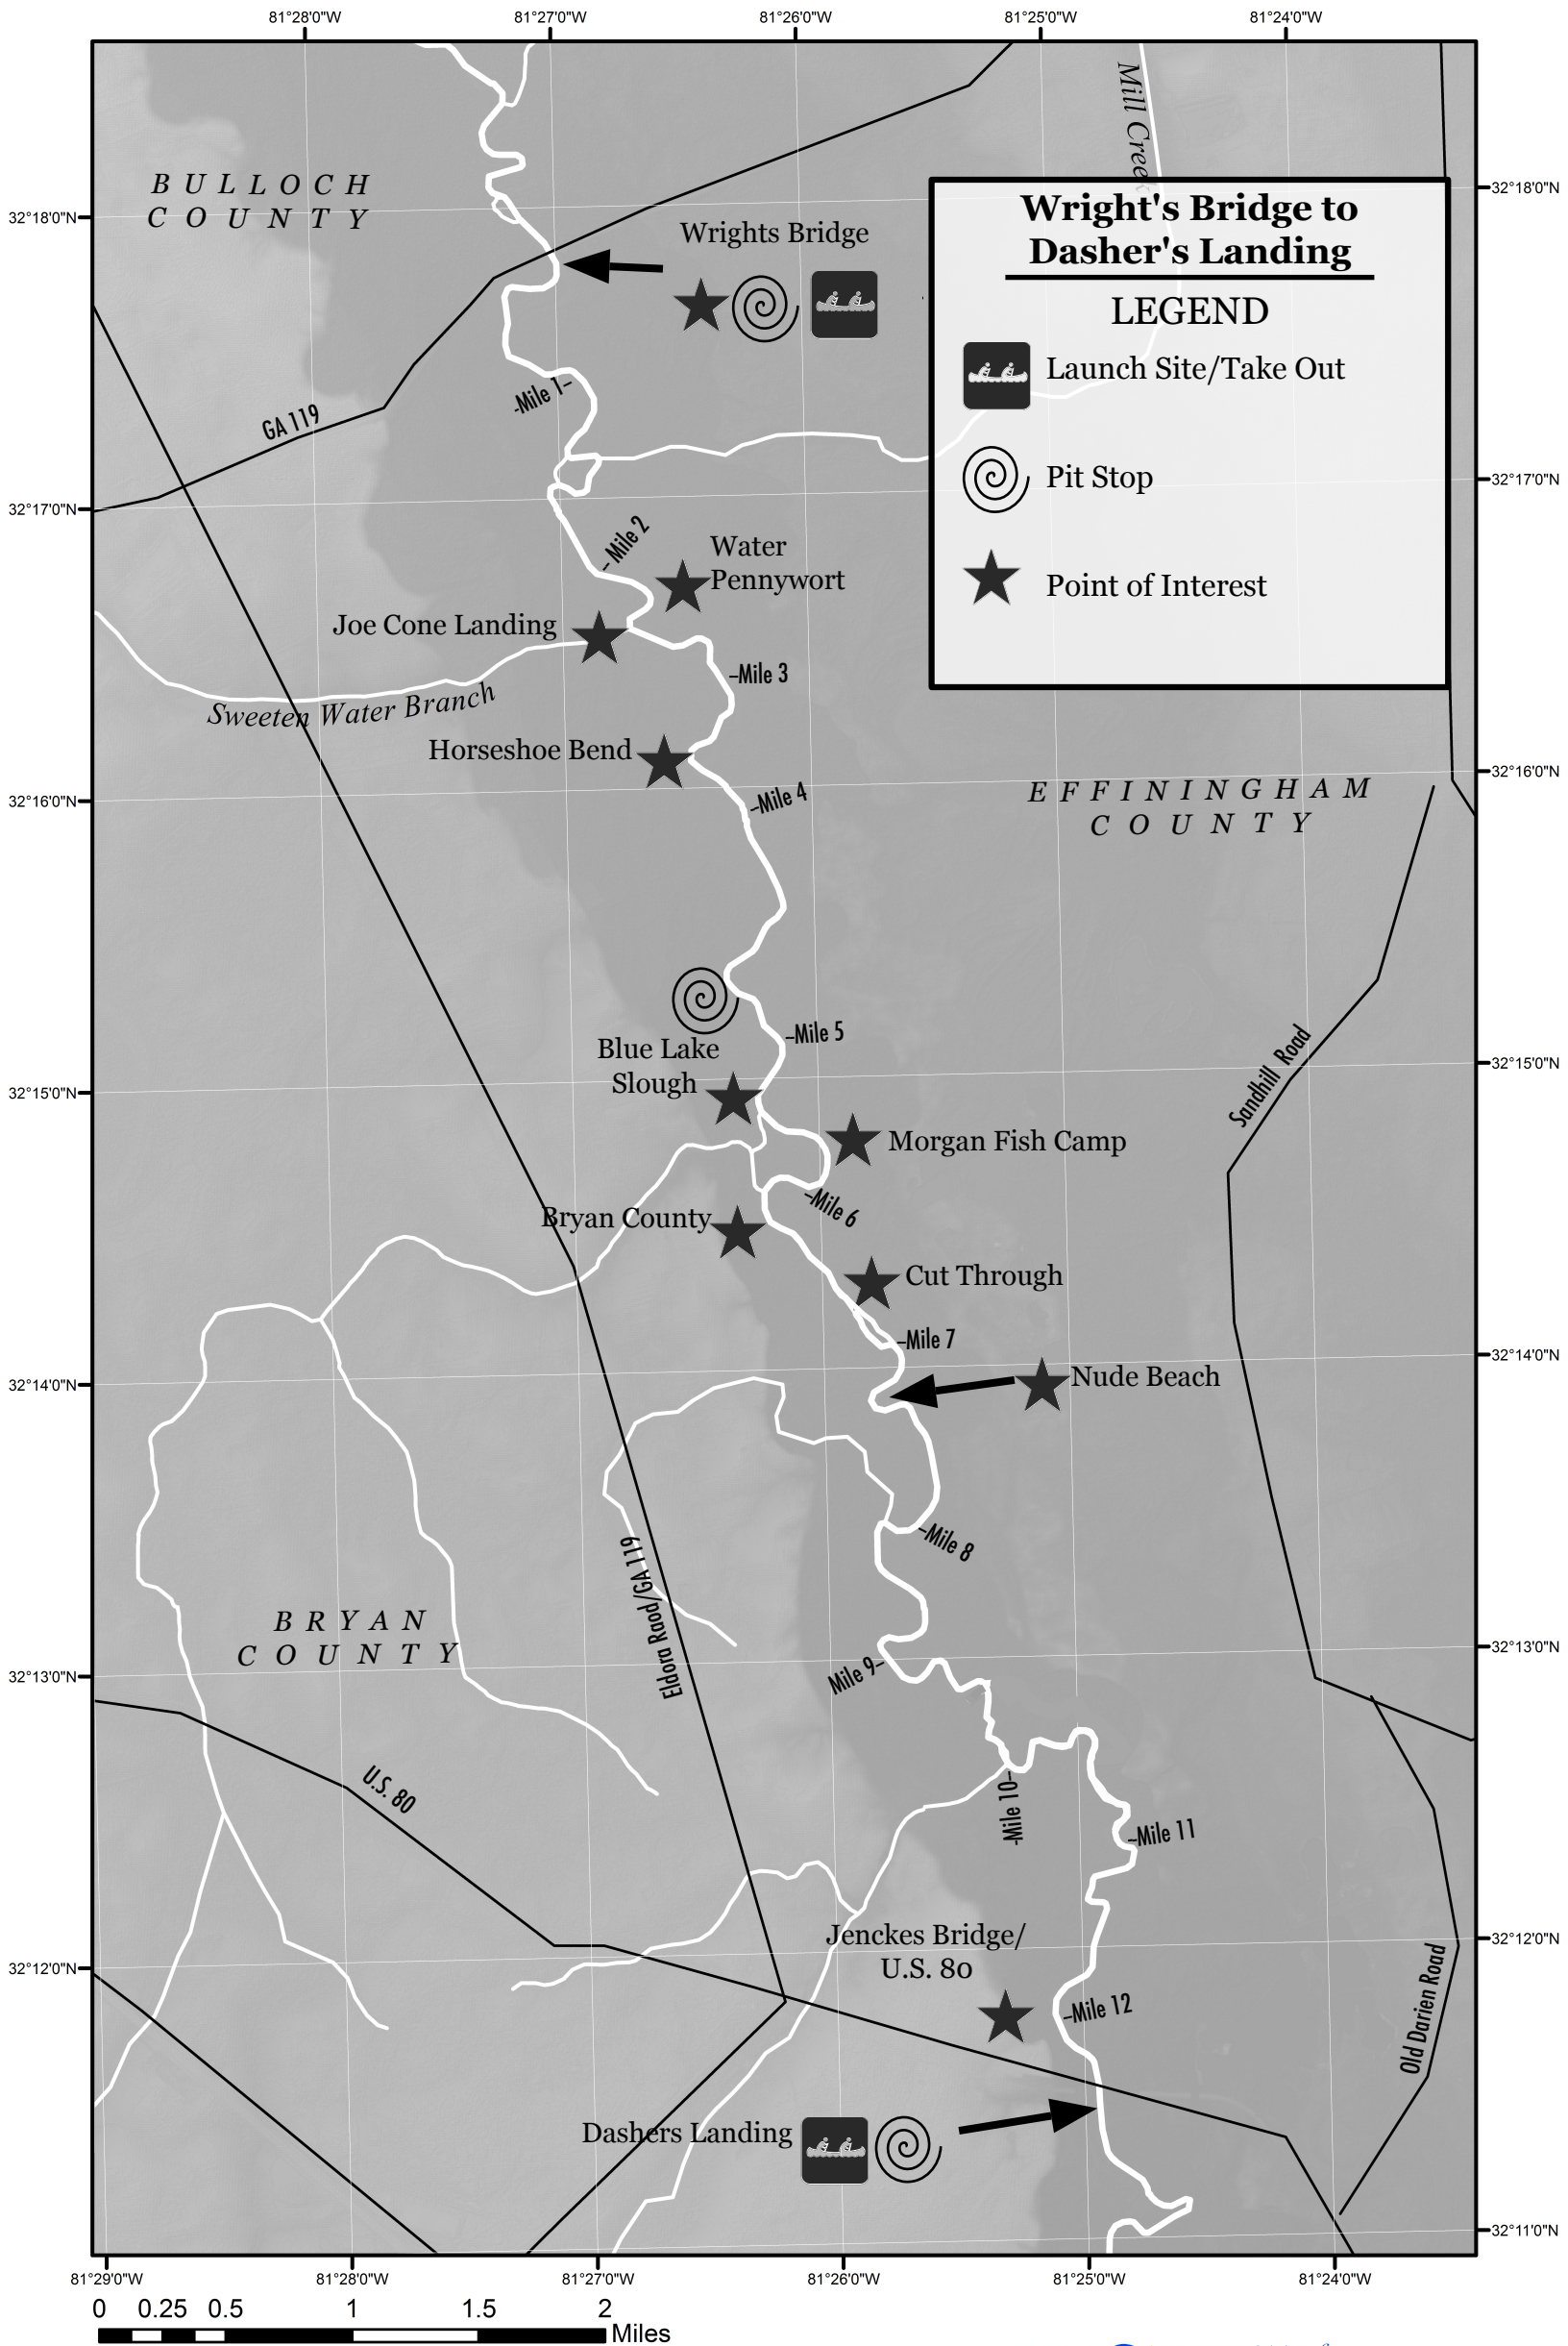 81°28'0"W 81°27'0"W 81°26'0"W 81°25'0"W 81°24'0"W
Mill Creek
32°18'0"N
BULLOCH
COUNTY
32°18'0"N
Wright's Bridge to
Dasher's Landing
LEGEND
Launch Site/Take Out
Pit Stop
Point of Interest
Wrights Bridge
-Mile 1-
GA 119
32°17'0"N
32°17'0"N
-Mile 2
Water
Pennywort
Joe Cone Landing
-Mile 3
Sweeten Water Branch
Horseshoe Bend
-Mile 4
32°16'0"N
32°16'0"N
EFFININGHAM
COUNTY
-Mile 5
Blue Lake
Slough
Sandhill Road
32°15'0"N
32°15'0"N
Morgan Fish Camp
-Mile 6
Bryan County
Cut Through
-Mile 7
32°14'0"N
32°14'0"N
Nude Beach
-Mile 8
Eldora Raod/GA 119
BRYAN
COUNTY
32°13'0"N
32°13'0"N
Mile 9-
U.S. 80
-Mile 10-
-Mile 11
Jenckes Bridge/
U.S. 80
32°12'0"N
32°12'0"N
-Mile 12
Old Darien Road
Dashers Landing
32°11'0"N
81°29'0"W 81°28'0"W 81°27'0"W 81°26'0"W 81°25'0"W 81°24'0"W
0 0.25 0.5 1 1.5 2
Miles